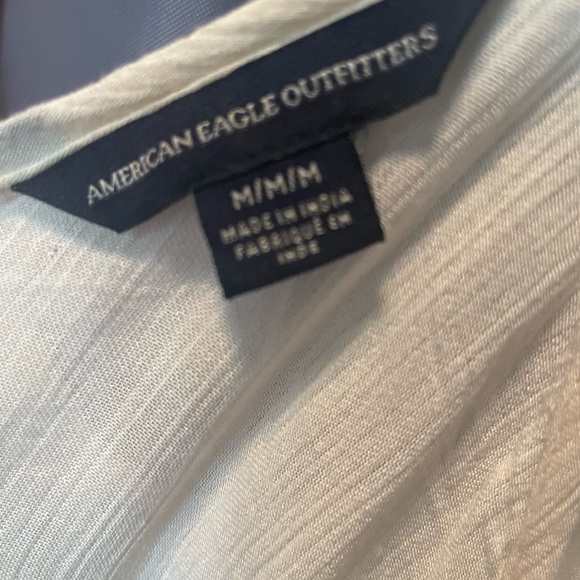 AMERICAN EAGLE OUTFITTERS
M/M/M
MADE IN INDIA
FABRIQUÉ EN
INDE